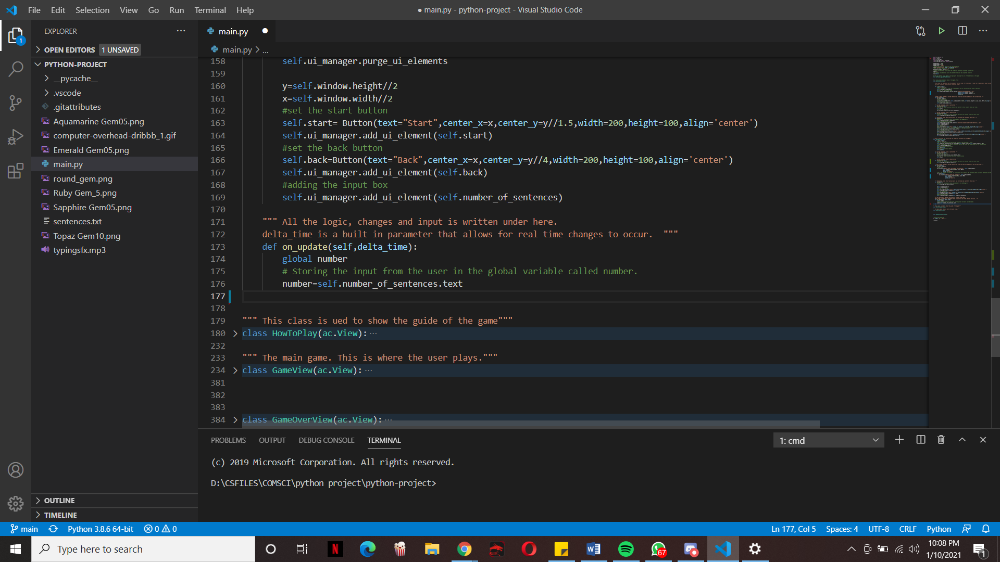 File Edit Selection View Go Run Terminal Help
● main.py - python-project - Visual Studio Code
EXPLORER
OPEN EDITORS 1 UNSAVED
PYTHON-PROJECT
__pycache__
.vscode
.gitattributes
Aquamarine Gem05.png
computer-overhead-dribbb_1.gif
Emerald Gem05.png
main.py
round_gem.png
Ruby Gem_5.png
Sapphire Gem05.png
sentences.txt
Topaz Gem10.png
typingsfx.mp3
OUTLINE
TIMELINE
1
main.py
main.py > ...
158 self.ui_manager.purge_ui_elements
159
160 y=self.window.height//2
161 x=self.window.width//2
162 #set the start button
163 self.start= Button(text="Start",center_x=x,center_y=y//1.5,width=200,height=100,align='center')
164 self.ui_manager.add_ui_element(self.start)
165 #set the back button
166 self.back=Button(text="Back",center_x=x,center_y=y//4,width=200,height=100,align='center')
167 self.ui_manager.add_ui_element(self.back)
168 #adding the input box
169 self.ui_manager.add_ui_element(self.number_of_sentences)
170
171 """ All the logic, changes and input is written under here.
172 delta_time is a built in parameter that allows for real time changes to occur.  """
173 def on_update(self,delta_time):
174 global number
175 # Storing the input from the user in the global variable called number.
176 number=self.number_of_sentences.text
177
178
179 """ This class is ued to show the guide of the game"""
180 class HowToPlay(ac.View): ...
232
233 """ The main game. This is where the user plays."""
234 class GameView(ac.View): ...
381
382
383
384 class GameOverView(ac.View): ...
PROBLEMS OUTPUT DEBUG CONSOLE TERMINAL
1: cmd
(c) 2019 Microsoft Corporation. All rights reserved.
D:\CSFILES\COMSCI\python project\python-project>
main Python 3.8.6 64-bit 0 0
Ln 177, Col 5 Spaces: 4 UTF-8 CRLF Python
Type here to search
N
W
67
10:08 PM
1/10/2021
1